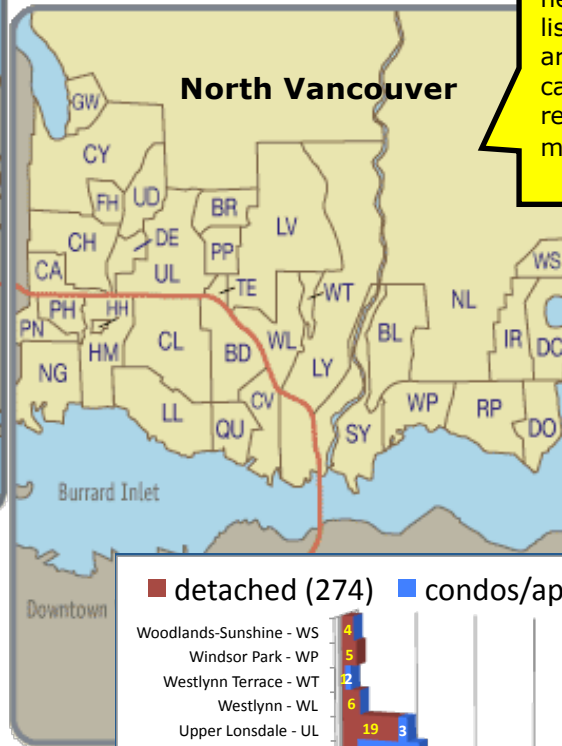 North Vancouver
GW
CY
FH
UD
BR
CH
DE
LV
PP
CA
UL
TE
WT
WS
NL
PH
HH
PN
HM
CL
BD
WL
BL
IR
DC
LY
NG
CV
LL
QU
SY
WP
RP
DO
Burrard Inlet
Downtown
detached (274) condos/ap
Woodlands-Sunshine - WS 4
Windsor Park - WP 5
Westlynn Terrace - WT 1 2
Westlynn - WL 6
Upper Lonsdale - UL 19 3